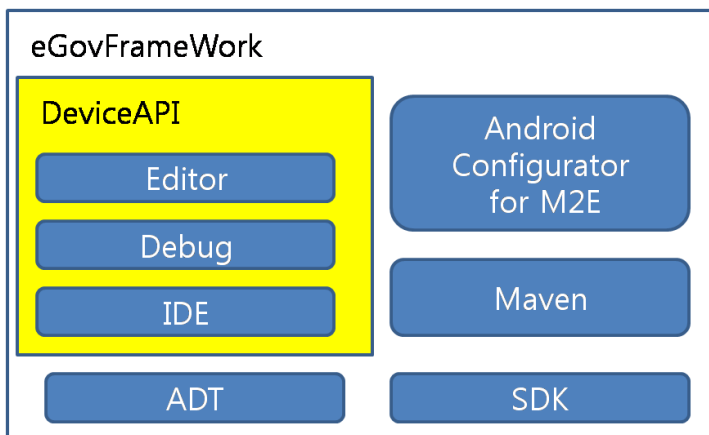 eGovFrameWork
DeviceAPI
Editor
Debug
IDE
Android
Configurator
for M2E
Maven
ADT
SDK